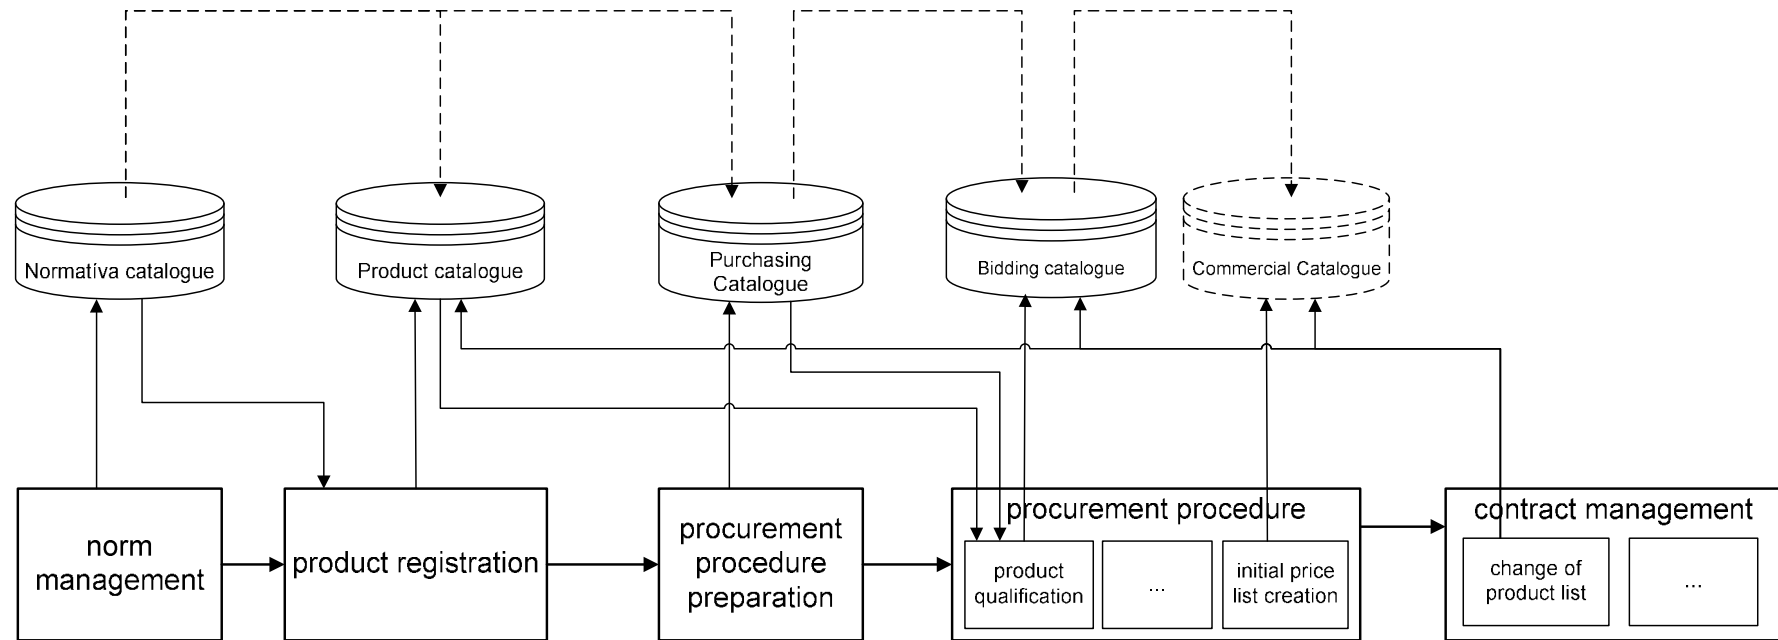 Normatíva catalogue
Product catalogue
Purchasing
Catalogue
Bidding catalogue
Commercial Catalogue
norm
management
product registration
procurement
procedure
preparation
procurement procedure
product
qualification
...
initial price
list creation
contract management
change of
product list
...